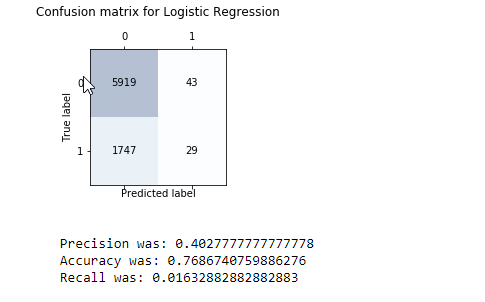 Confusion matrix for Logistic Regression
0 1
0 5919 43
True label
1 1747 29
Predicted label
Precision was: 0.4027777777777778
Accuracy was: 0.7686740759886276
Recall was: 0.01632882882882883